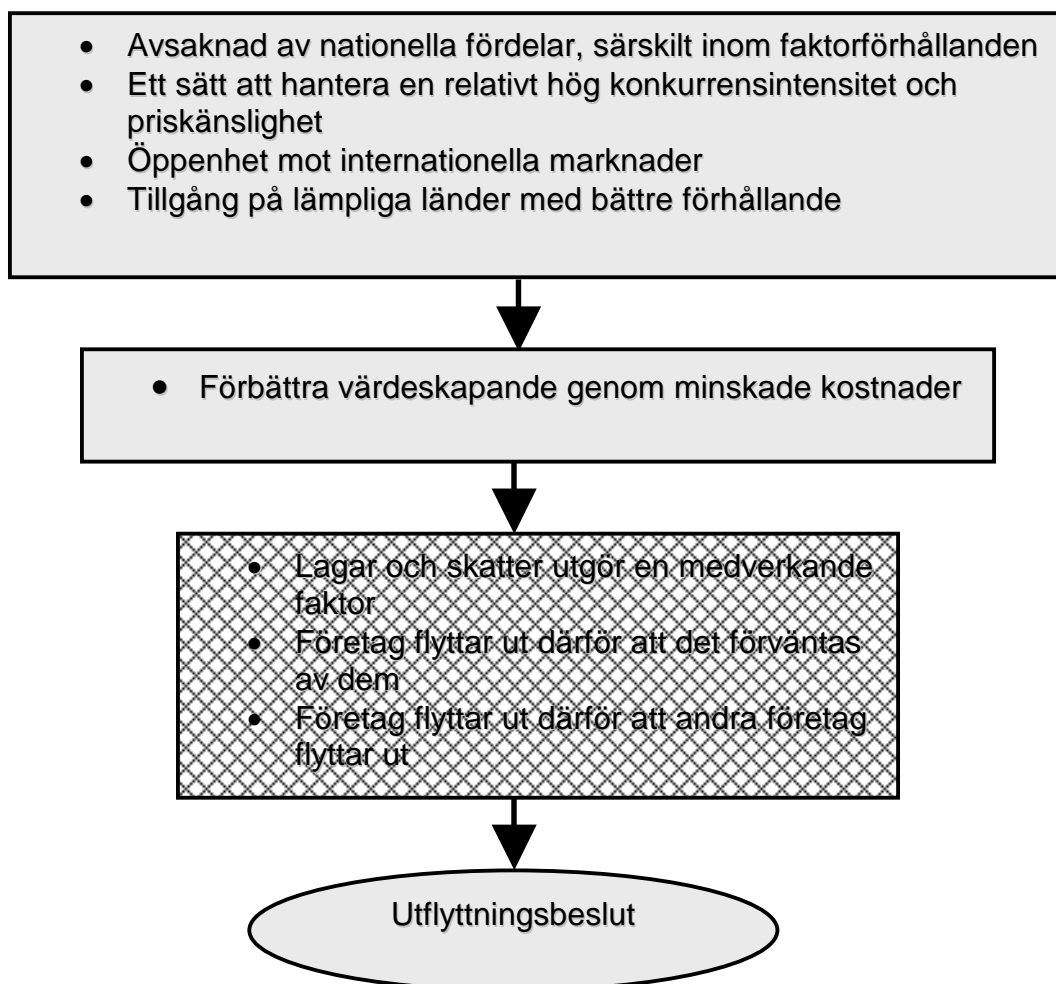 • Avsaknad av nationella fördelar, särskilt inom faktorförhållanden
• Ett sätt att hantera en relativt hög konkurrensintensitet och
priskänslighet
• Öppenhet mot internationella marknader
• Tillgång på lämpliga länder med bättre förhållande
• Förbättra värdeskapande genom minskade kostnader
• Lagar och skatter utgör en medverkande
faktor
• Företag flyttar ut därför att det förväntas
av dem
• Företag flyttar ut därför att andra företag
flyttar ut
Utflyttningsbeslut